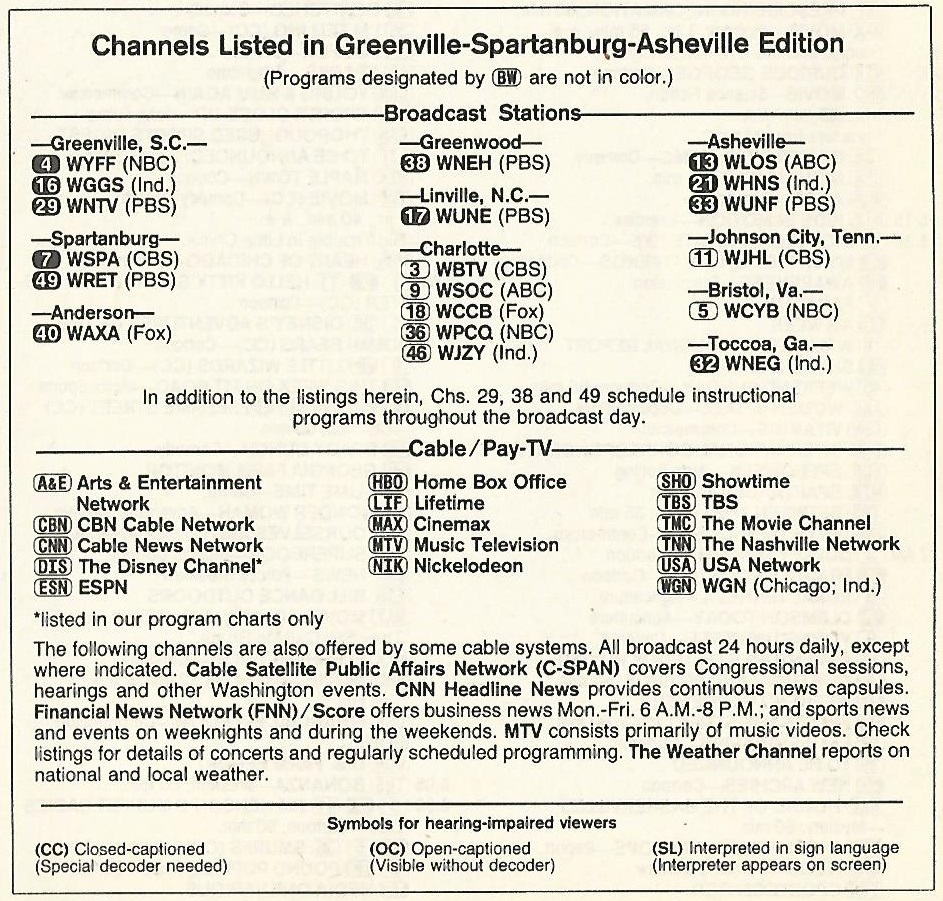 Channels Listed in Greenville-Spartanburg-Asheville Edition
(Programs designated by BW are not in color.)
Broadcast Stations
—Greenville, S.C.—
4 WYFF (NBC)
16 WGGS (Ind.)
29 WNTV (PBS)
—Spartanburg—
7 WSPA (CBS)
49 WRET (PBS)
—Anderson—
40 WAXA (Fox)
—Greenwood—
38 WNEH (PBS)
—Linville, N.C.—
17 WUNE (PBS)
—Charlotte—
3 WBTV (CBS)
9 WSOC (ABC)
18 WCCB (Fox)
36 WPCQ (NBC)
46 WJZY (Ind.)
—Asheville—
13 WLOS (ABC)
21 WHNS (Ind.)
33 WUNF (PBS)
—Johnson City, Tenn.—
11 WJHL (CBS)
—Bristol, Va.—
5 WCYB (NBC)
—Toccoa, Ga.—
32 WNEG (Ind.)
In addition to the listings herein, Chs. 29, 38 and 49 schedule instructional
programs throughout the broadcast day.
Cable/Pay-TV
A&E Arts & Entertainment
Network
CBN CBN Cable Network
CNN Cable News Network
DIS The Disney Channel*
ESN ESPN
HBO Home Box Office
LIF Lifetime
MAX Cinemax
MTV Music Television
NIK Nickelodeon
SHO Showtime
TBS TBS
TMC The Movie Channel
TNN The Nashville Network
USA USA Network
WGN WGN (Chicago; Ind.)
*listed in our program charts only
The following channels are also offered by some cable systems. All broadcast 24 hours daily, except
where indicated. Cable Satellite Public Affairs Network (C-SPAN) covers Congressional sessions,
hearings and other Washington events. CNN Headline News provides continuous news capsules.
Financial News Network (FNN)/Score offers business news Mon.-Fri. 6 A.M.-8 P.M.; and sports news
and events on weeknights and during the weekends. MTV consists primarily of music videos. Check
listings for details of concerts and regularly scheduled programming. The Weather Channel reports on
national and local weather.
Symbols for hearing-impaired viewers
(CC) Closed-captioned
(Special decoder needed)
(OC) Open-captioned
(Visible without decoder)
(SL) Interpreted in sign language
(Interpreter appears on screen)